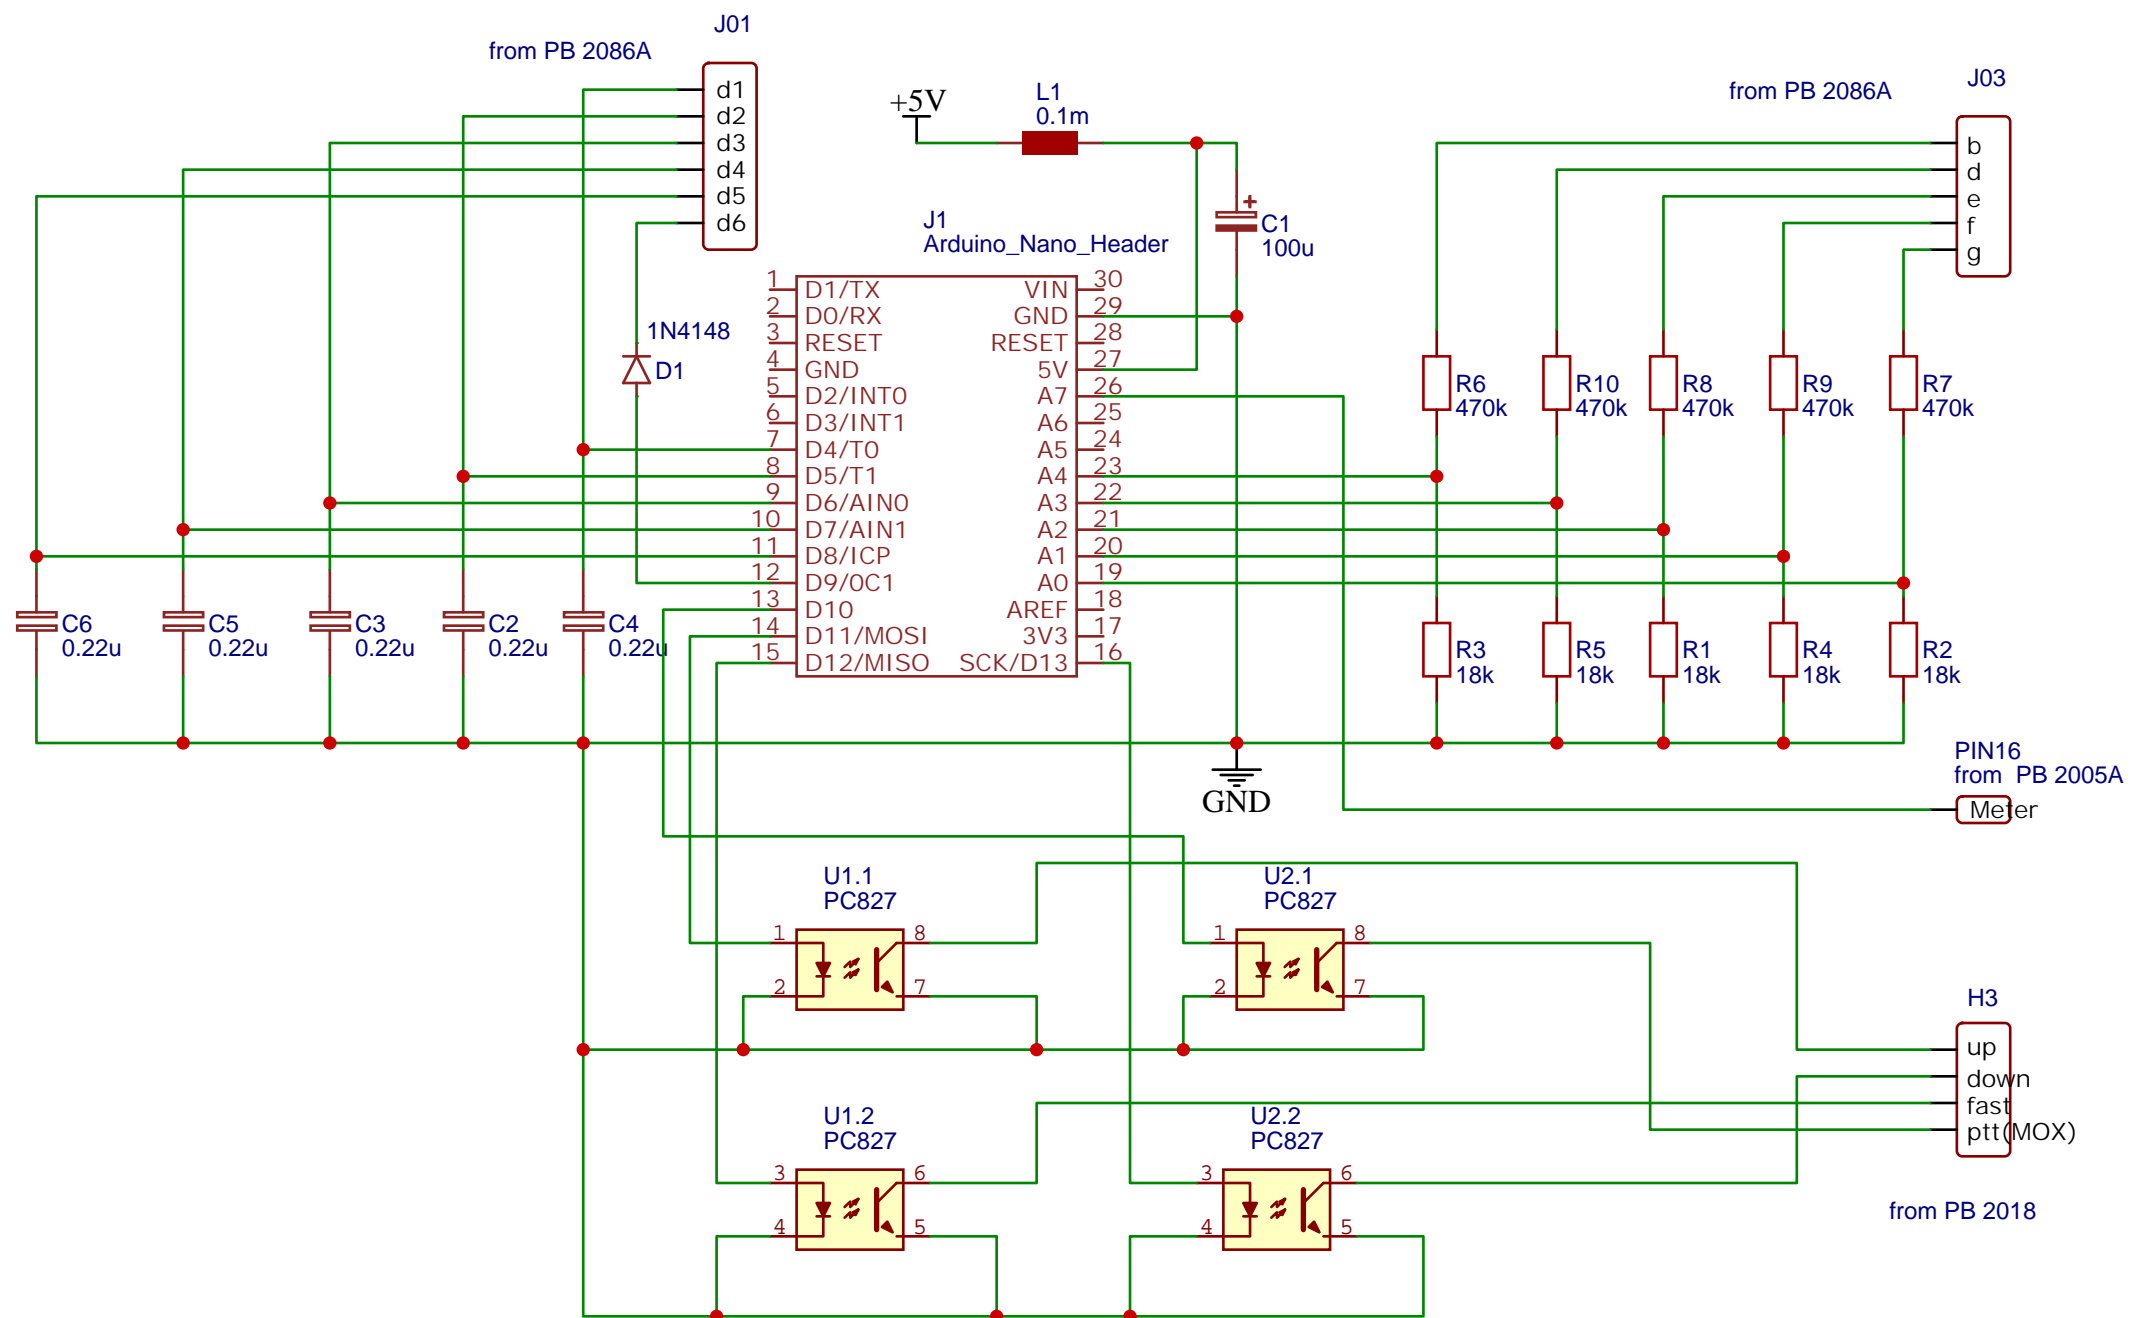 J01
from PB 2086A
d1
d2
d3
d4
d5
d6
+5V
L1
0.1m
+
C1
100u
from PB 2086A
J03
b
d
e
f
g
J1
Arduino_Nano_Header
1N4148
D1
1 D1/TX VIN 30
2 D0/RX GND 29
3 RESET RESET 28
4 GND 5V 27
5 D2/INT0 A7 26
6 D3/INT1 A6 25
7 D4/T0 A5 24
8 D5/T1 A4 23
9 D6/AIN0 A3 22
10 D7/AIN1 A2 21
11 D8/ICP A1 20
12 D9/0C1 A0 19
13 D10 AREF 18
14 D11/MOSI 3V3 17
15 D12/MISO SCK/D13 16
R6
470k
R10
470k
R8
470k
R9
470k
R7
470k
C6
0.22u
C5
0.22u
C3
0.22u
C2
0.22u
C4
0.22u
R3
18k
R5
18k
R1
18k
R4
18k
R2
18k
GND
PIN16
from PB 2005A
Meter
U1.1
PC827
1 8
2 7
U2.1
PC827
1 8
2 7
H3
up
down
fast
ptt(MOX)
from PB 2018
U1.2
PC827
3 6
4 5
U2.2
PC827
3 6
4 5